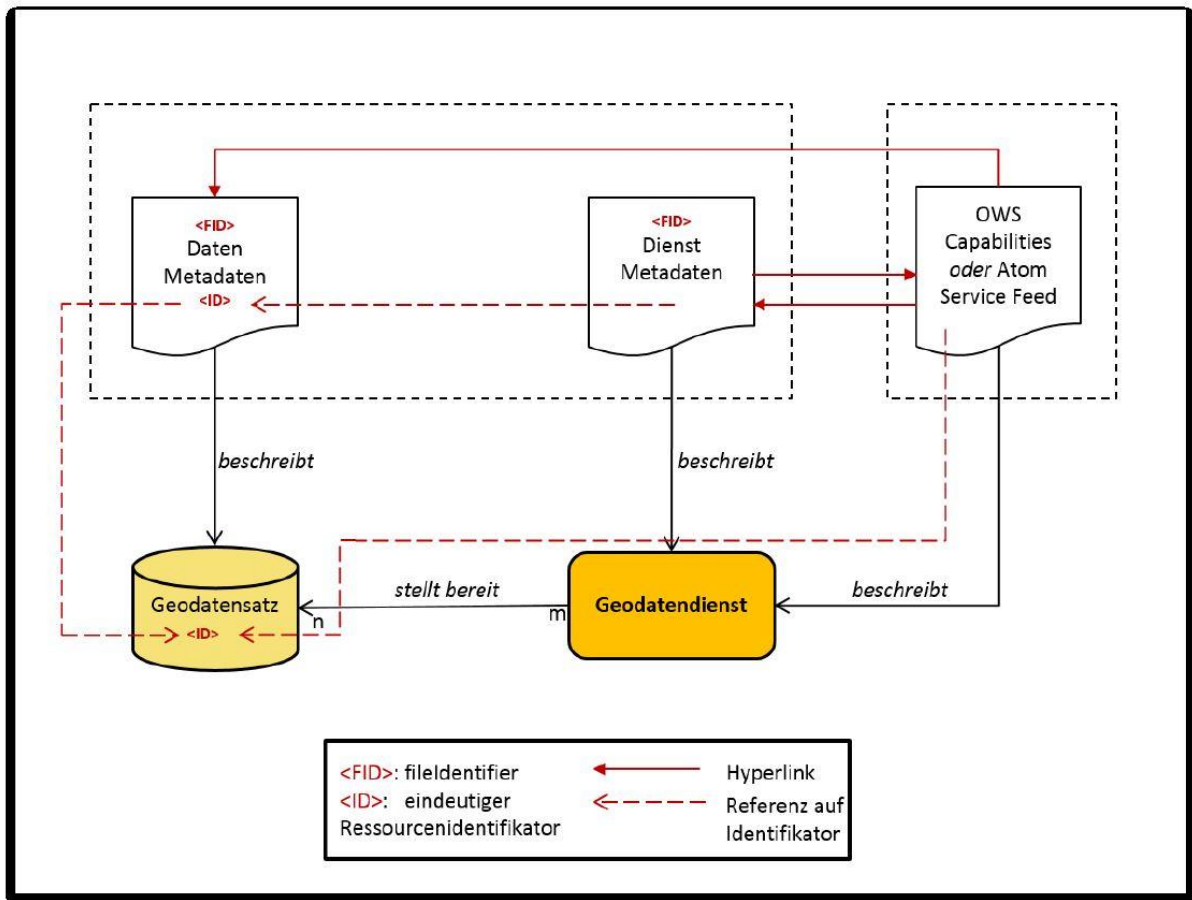 <FID>
Daten
Metadaten
<ID>
<FID>
Dienst
Metadaten
OWS
Capabilities
oder Atom
Service Feed
beschreibt
beschreibt
Geodatensatz
<ID>
n
stellt bereit
m
Geodatendienst
beschreibt
<FID>: fileIdentifier
<ID>: eindeutiger
Ressourcenidentifikator
Hyperlink
Referenz auf
Identifikator